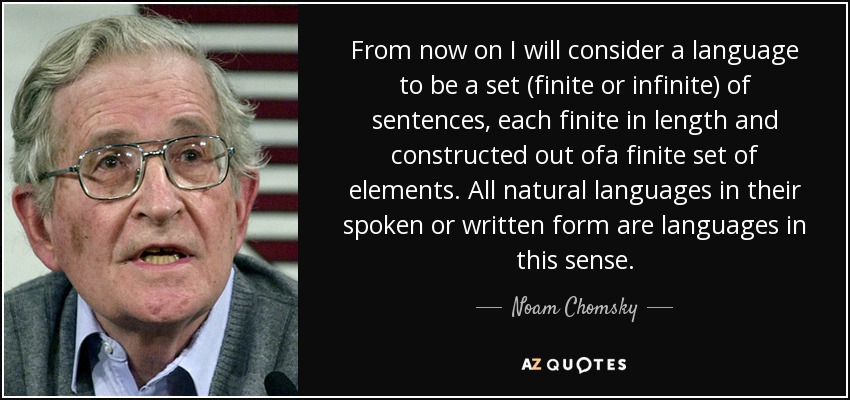 From now on I will consider a language
to be a set (finite or infinite) of
sentences, each finite in length and
constructed out ofa finite set of
elements. All natural languages in their
spoken or written form are languages in
this sense.
Noam Chomsky
AZ QUOTES